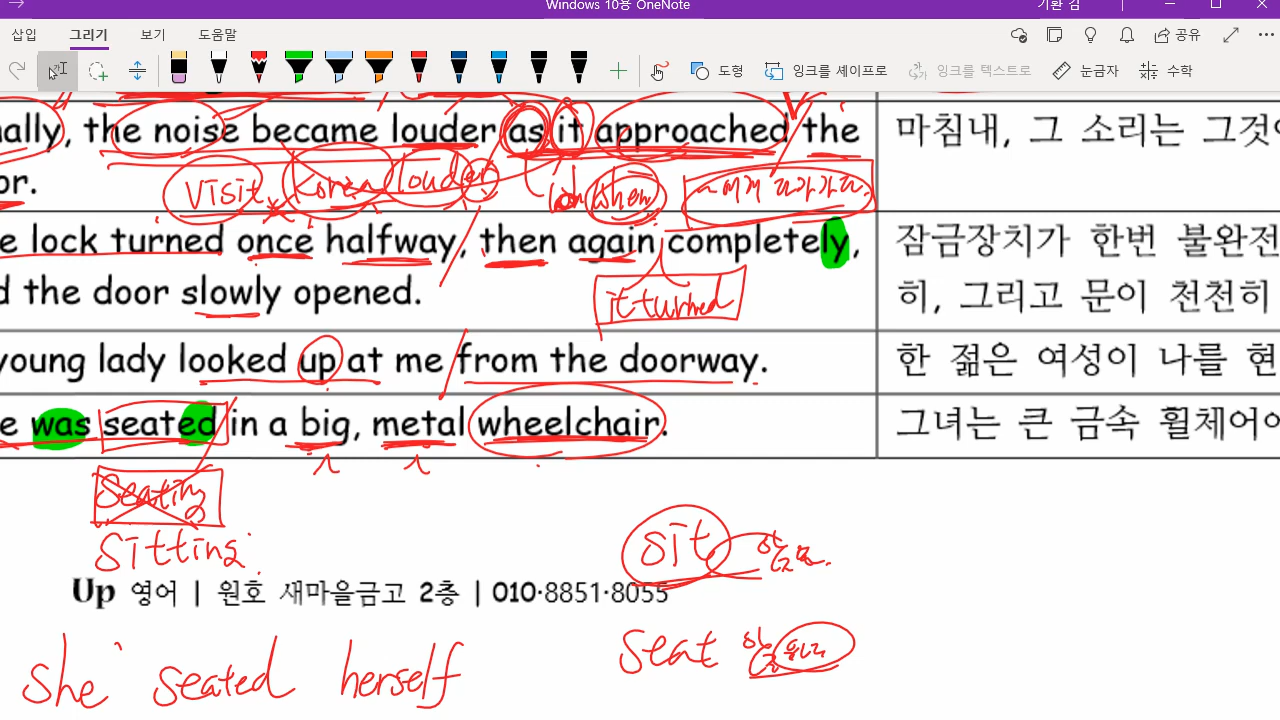 Windows 10용 OneNote
기환 김
삽입 그리기 보기 도움말
공유
도형 잉크를 셰이프로 잉크를 텍스트로 눈금자 수학
nally, the noise became louder as it approached the
마침내, 그 소리는 그것이
or.
visit Korea louder when ~에게 다가가다.
e lock turned once halfway, then again completely,
잠금장치가 한번 불완전
d the door slowly opened.
히, 그리고 문이 천천히
it turned
young lady looked up at me from the doorway.
한 젊은 여성이 나를 현
e was seated in a big, metal wheelchair.
그녀는 큰 금속 휠체어에
seating
sitting
sit 앉다.
Up 영어 | 원호 새마을금고 2층 | 010·8851·8055
seat 앉히다
she seated herself